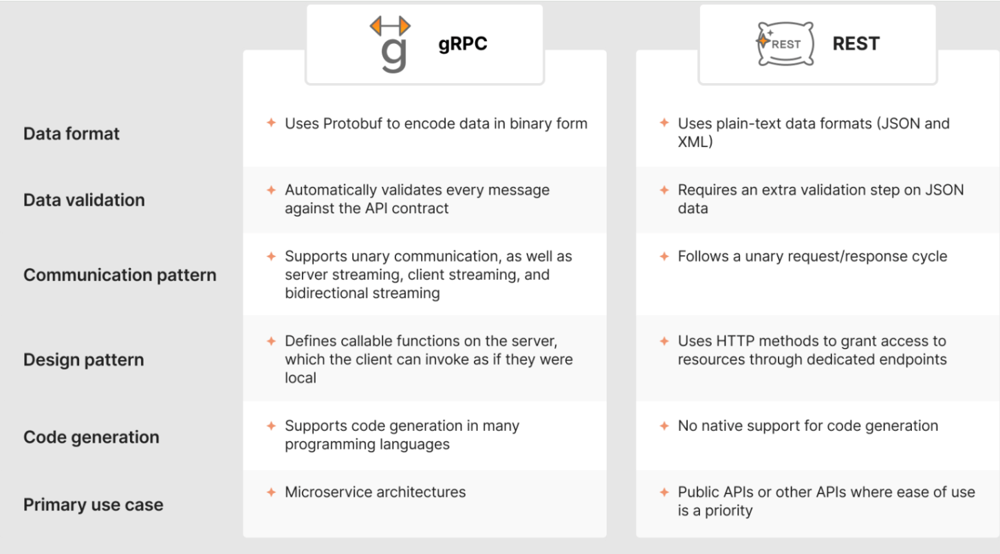 g
gRPC
REST
REST
Data format
Uses Protobuf to encode data in binary form
Uses plain-text data formats (JSON and
XML)
Data validation
Automatically validates every message
against the API contract
Requires an extra validation step on JSON
data
Communication pattern
Supports unary communication, as well as
server streaming, client streaming, and
bidirectional streaming
Follows a unary request/response cycle
Design pattern
Defines callable functions on the server,
which the client can invoke as if they were
local
Uses HTTP methods to grant access to
resources through dedicated endpoints
Code generation
Supports code generation in many
programming languages
No native support for code generation
Primary use case
Microservice architectures
Public APIs or other APIs where ease of use
is a priority